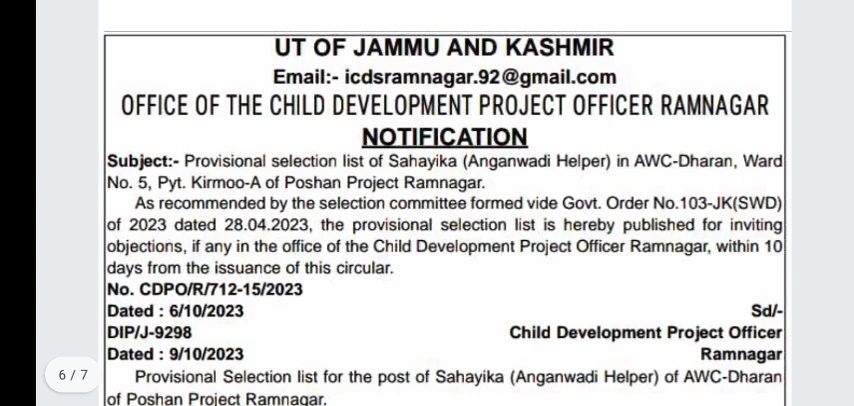 UT OF JAMMU AND KASHMIR
Email:- icdsramnagar.92@gmail.com
OFFICE OF THE CHILD DEVELOPMENT PROJECT OFFICER RAMNAGAR
NOTIFICATION
Subject:- Provisional selection list of Sahayika (Anganwadi Helper) in AWC-Dharan, Ward
No. 5, Pyt. Kirmoo-A of Poshan Project Ramnagar.
As recommended by the selection committee formed vide Govt. Order No.103-JK(SWD)
of 2023 dated 28.04.2023, the provisional selection list is hereby published for inviting
objections, if any in the office of the Child Development Project Officer Ramnagar, within 10
days from the issuance of this circular.
No. CDPO/R/712-15/2023
Dated : 6/10/2023 Sd/-
DIP/J-9298 Child Development Project Officer
Dated : 9/10/2023 Ramnagar
6 / 7
Provisional Selection list for the post of Sahayika (Anganwadi Helper) of AWC-Dharan
of Poshan Project Ramnagar.